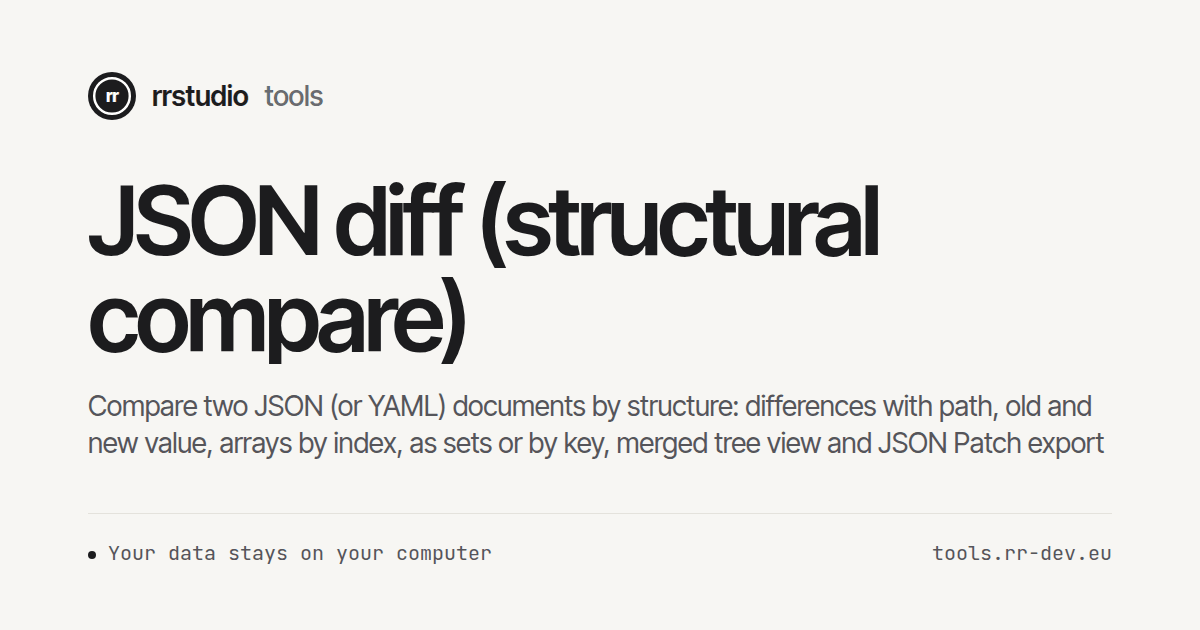 rr rrstudio tools
JSON diff (structural
compare)
Compare two JSON (or YAML) documents by structure: differences with path, old and
new value, arrays by index, as sets or by key, merged tree view and JSON Patch export
Your data stays on your computer
tools.rr-dev.eu